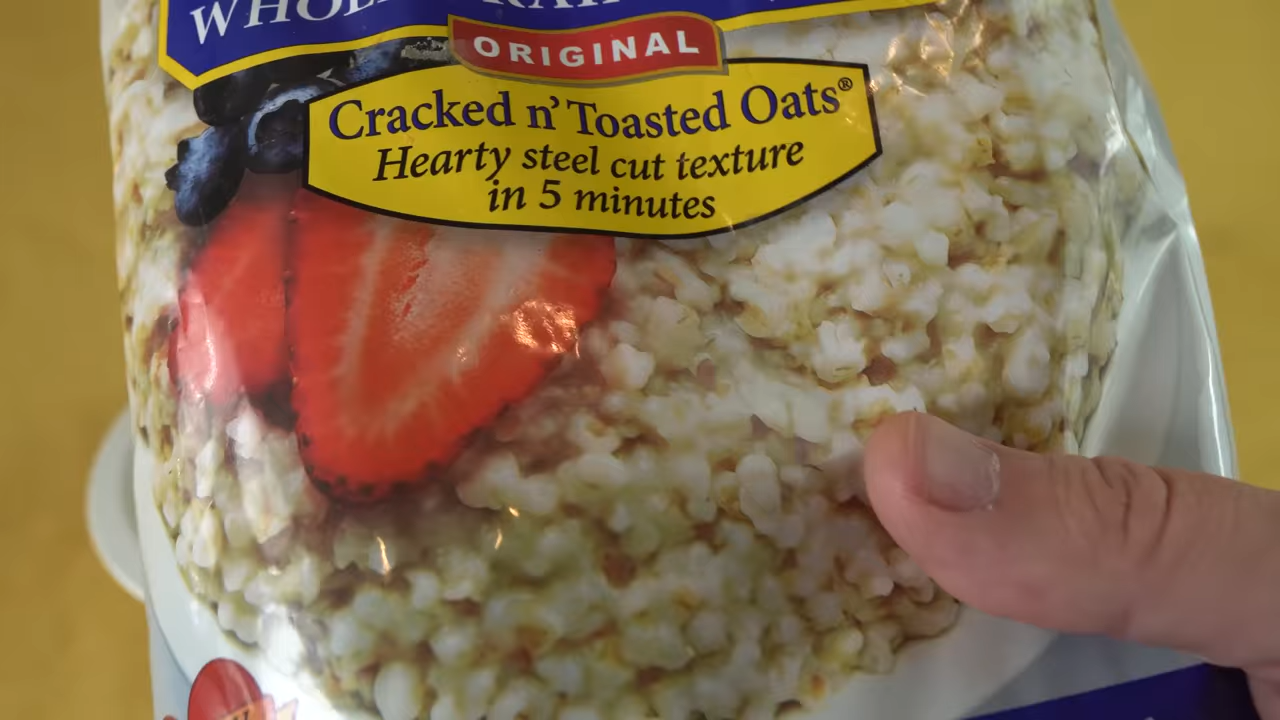 ORIGINAL
Cracked n' Toasted Oats®
Hearty steel cut texture
in 5 minutes